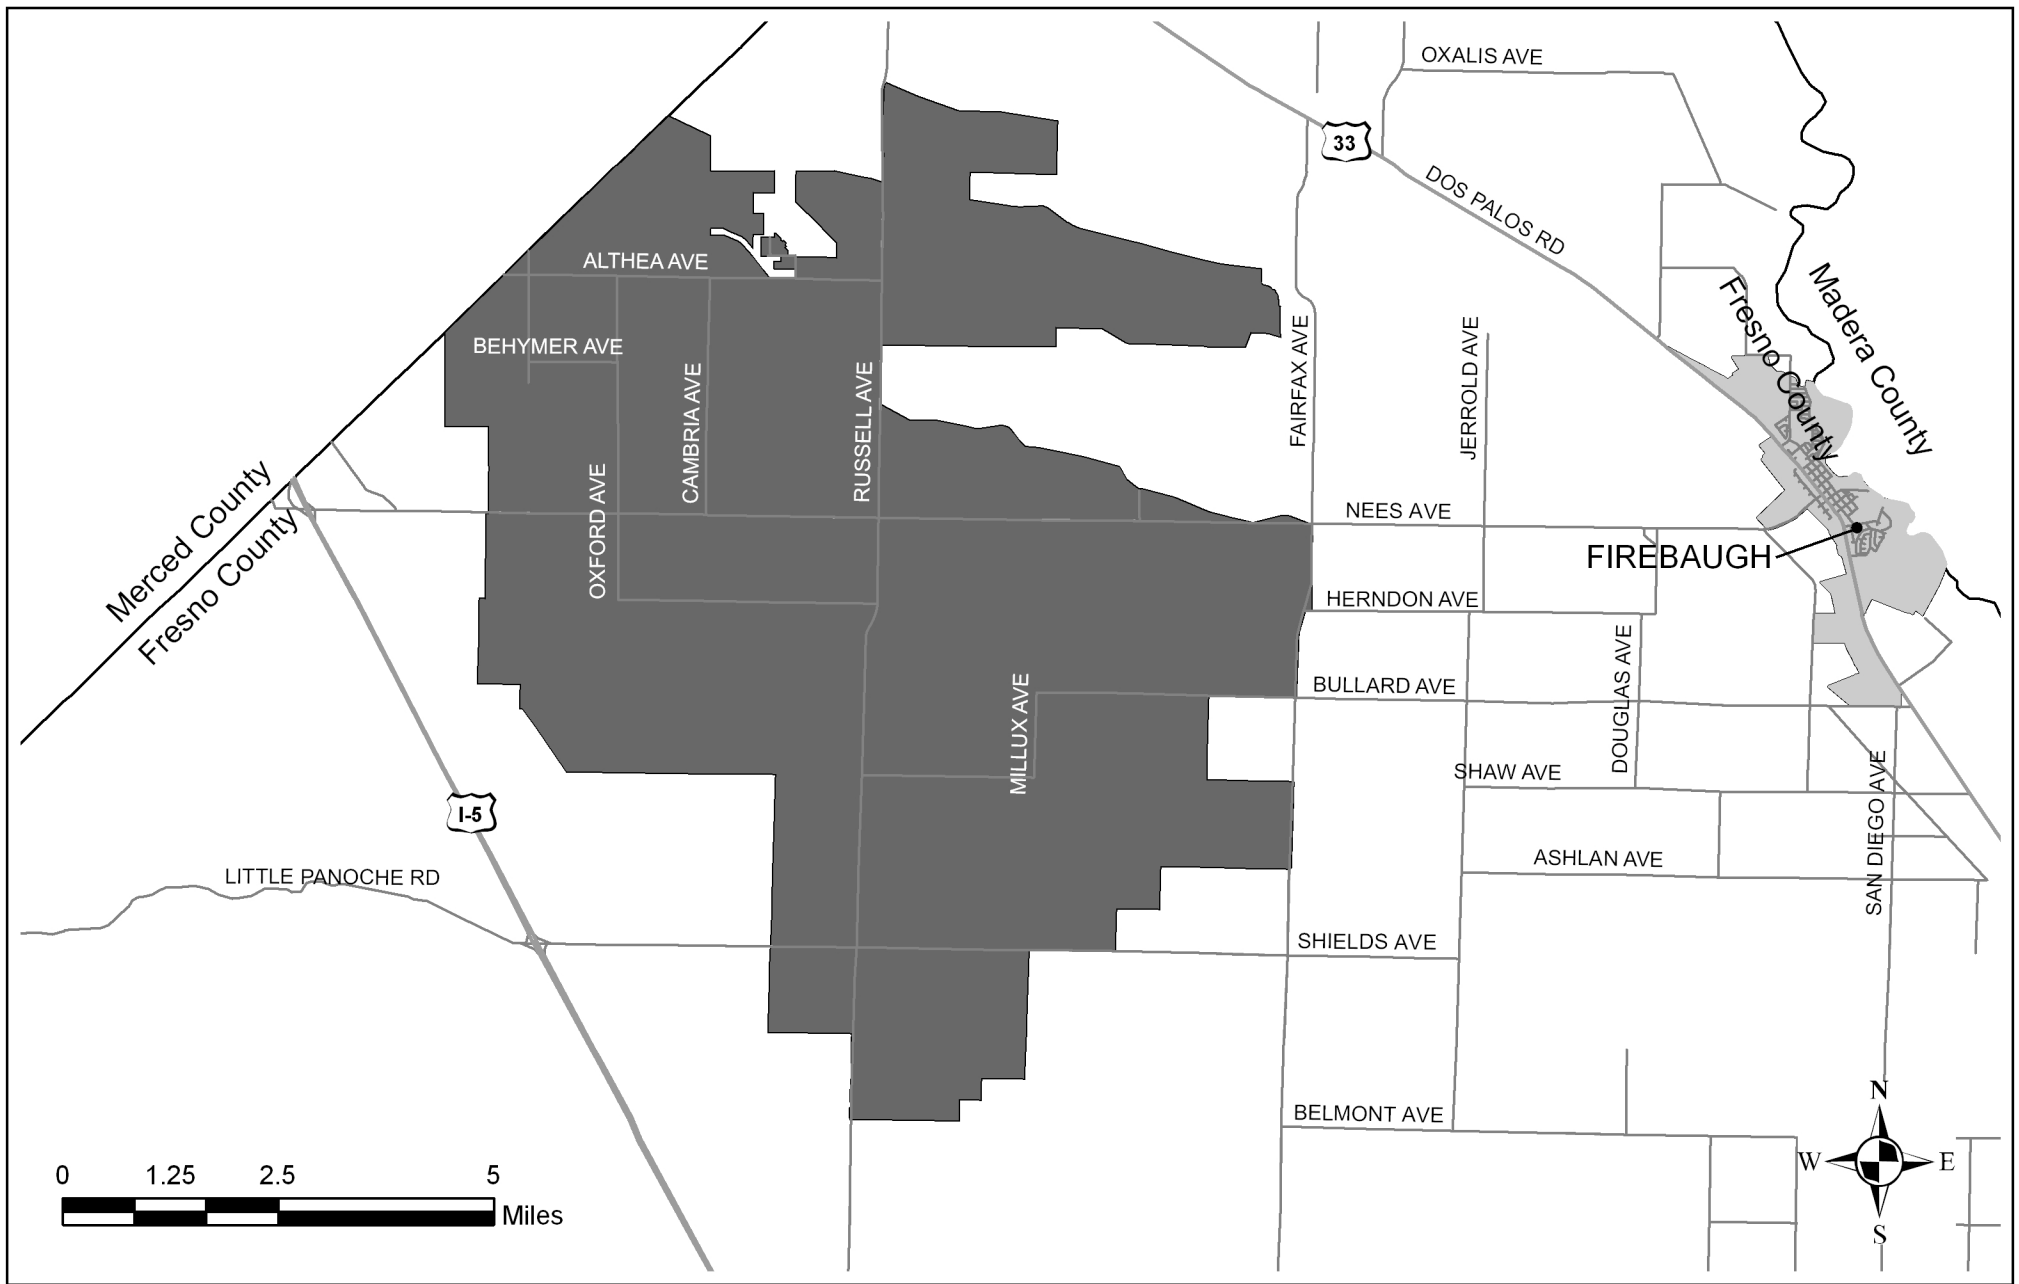 OXALIS AVE
33
DOS PALOS RD
ALTHEA AVE
Fresno County
Madera County
BEHYMER AVE
FAIRFAX AVE
JERROLD AVE
CAMBRIA AVE
RUSSELL AVE
OXFORD AVE
Merced County
Fresno County
NEES AVE
FIREBAUGH
HERNDON AVE
DOUGLAS AVE
MILLUX AVE
BULLARD AVE
SHAW AVE
SAN DIEGO AVE
I-5
ASHLAN AVE
LITTLE PANOCHE RD
SHIELDS AVE
BELMONT AVE
N
W
E
S
0 1.25 2.5 5
Miles